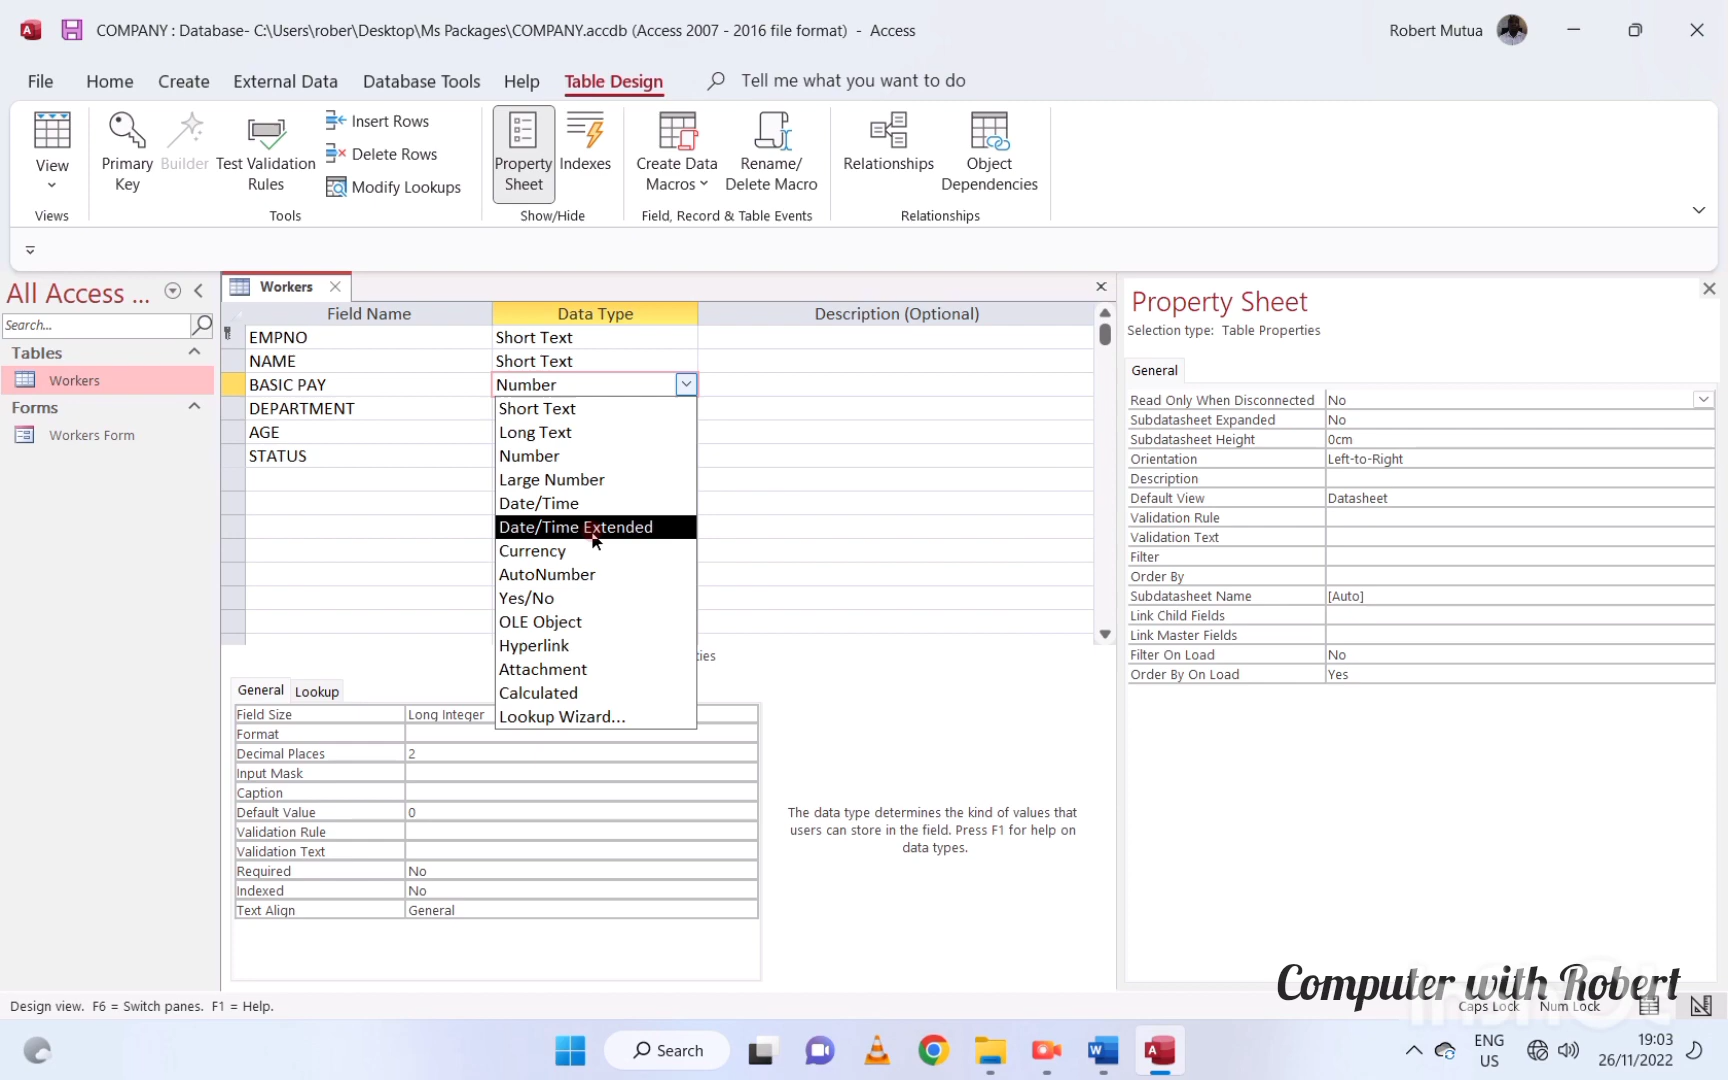 COMPANY : Database- C:\Users\rober\Desktop\Ms Packages\COMPANY.accdb (Access 2007 - 2016 file format) - Access
Robert Mutua
File Home Create External Data Database Tools Help Table Design Tell me what you want to do
View
Primary Key
Builder
Test Validation Rules
Insert Rows
Delete Rows
Modify Lookups
Property Sheet
Indexes
Create Data Macros
Rename/ Delete Macro
Relationships
Object Dependencies
Views
Tools
Show/Hide
Field, Record & Table Events
Relationships
All Access ...
Search...
Tables
Workers
Forms
Workers Form
Workers
Field Name Data Type Description (Optional)
EMPNO Short Text
NAME Short Text
BASIC PAY Number
DEPARTMENT
AGE
STATUS
Short Text
Long Text
Number
Large Number
Date/Time
Date/Time Extended
Currency
AutoNumber
Yes/No
OLE Object
Hyperlink
Attachment
Calculated
Lookup Wizard...
ties
General Lookup
Field Size Long Integer
Format
Decimal Places 2
Input Mask
Caption
Default Value 0
Validation Rule
Validation Text
Required No
Indexed No
Text Align General
The data type determines the kind of values that
users can store in the field. Press F1 for help on
data types.
Property Sheet
Selection type: Table Properties
General
Read Only When Disconnected No
Subdatasheet Expanded No
Subdatasheet Height 0cm
Orientation Left-to-Right
Description
Default View Datasheet
Validation Rule
Validation Text
Filter
Order By
Subdatasheet Name [Auto]
Link Child Fields
Link Master Fields
Filter On Load No
Order By On Load Yes
Computer with Robert
Design view. F6 = Switch panes. F1 = Help.
Caps Lock Num Lock
Search
ENG
US
19:03
26/11/2022